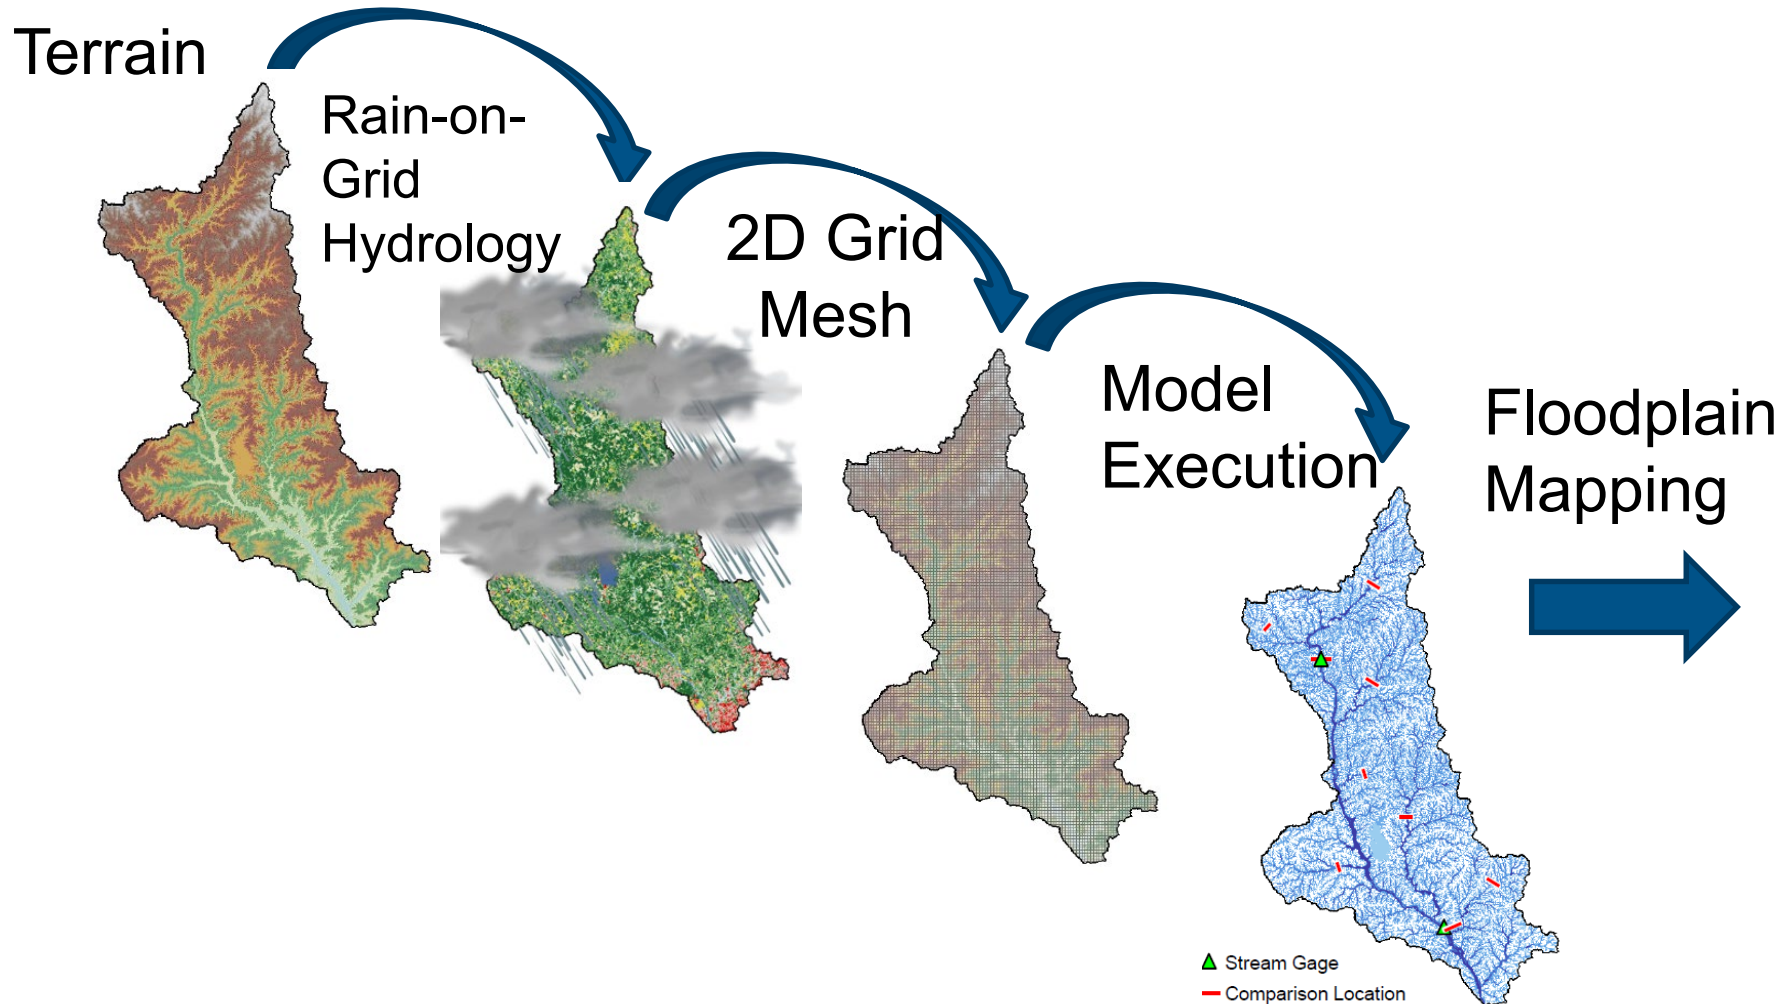 Terrain
Rain-on-
Grid
Hydrology
2D Grid
Mesh
Model
Execution
Floodplain
Mapping
Stream Gage
Comparison Location